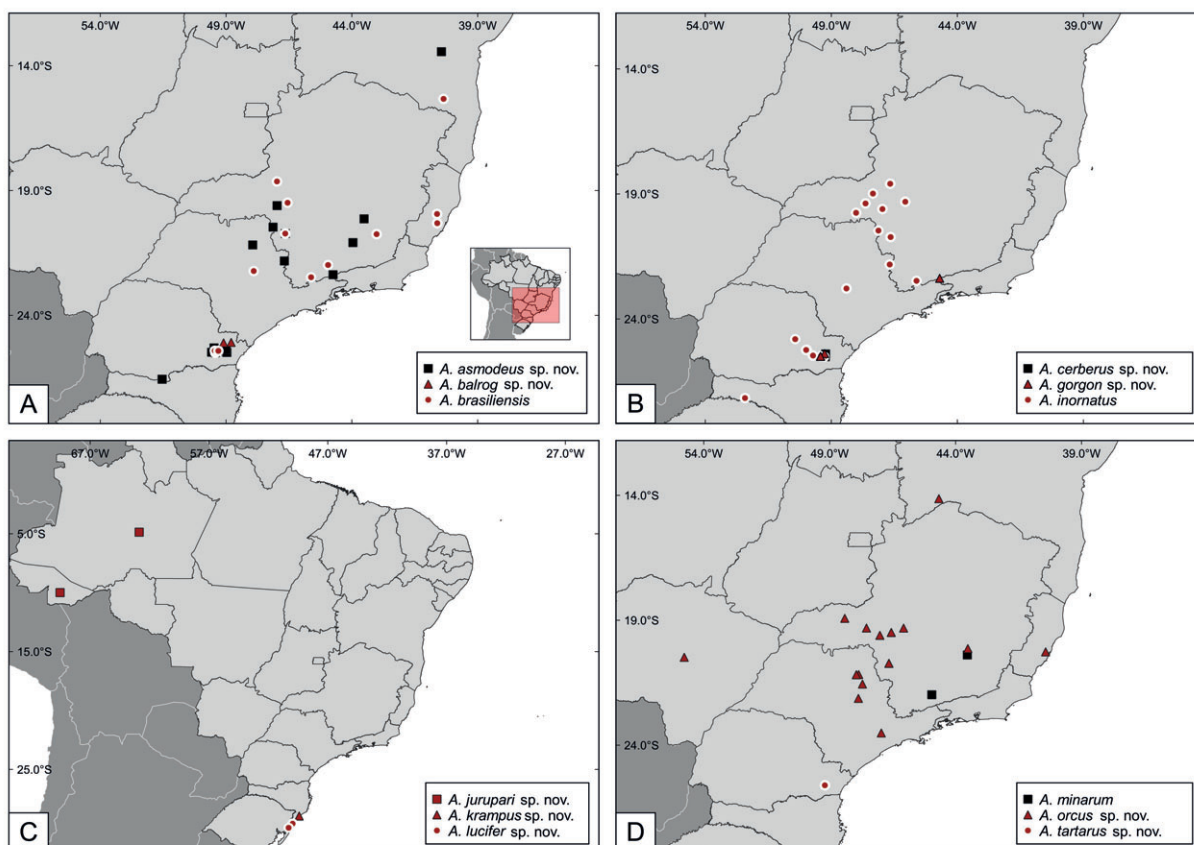 54.0°W 49.0°W 44.0°W 39.0°W
14.0°S
19.0°S
24.0°S
A
A. asmodeus sp. nov.
A. balrog sp. nov.
A. brasiliensis
54.0°W 49.0°W 44.0°W 39.0°W
14.0°S
19.0°S
24.0°S
B
A. cerberus sp. nov.
A. gorgon sp. nov.
A. inornatus
67.0°W 57.0°W 47.0°W 37.0°W 27.0°W
5.0°S
15.0°S
25.0°S
C
A. jurupari sp. nov.
A. krampus sp. nov.
A. lucifer sp. nov.
54.0°W 49.0°W 44.0°W 39.0°W
14.0°S
19.0°S
24.0°S
D
A. minarum
A. orcus sp. nov.
A. tartarus sp. nov.